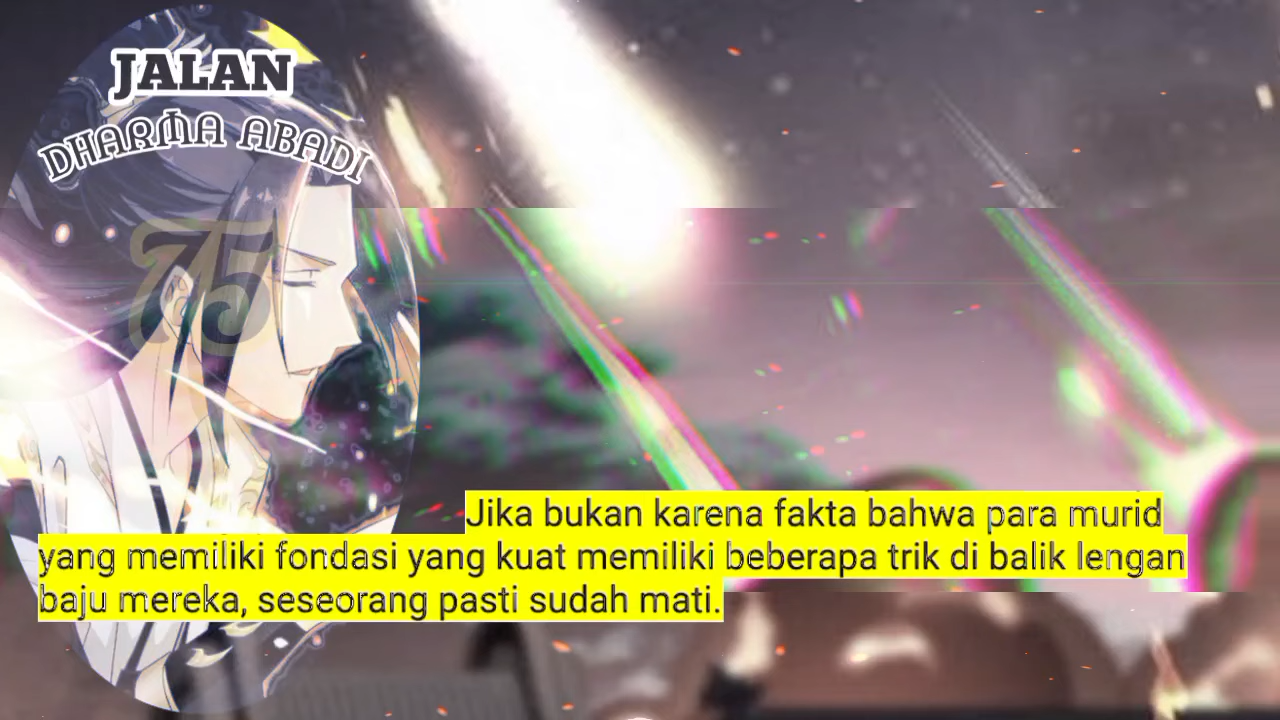 JALAN
DHARMA ABADI
75
Jika bukan karena fakta bahwa para murid
yang memiliki fondasi yang kuat memiliki beberapa trik di balik lengan
baju mereka, seseorang pasti sudah mati.